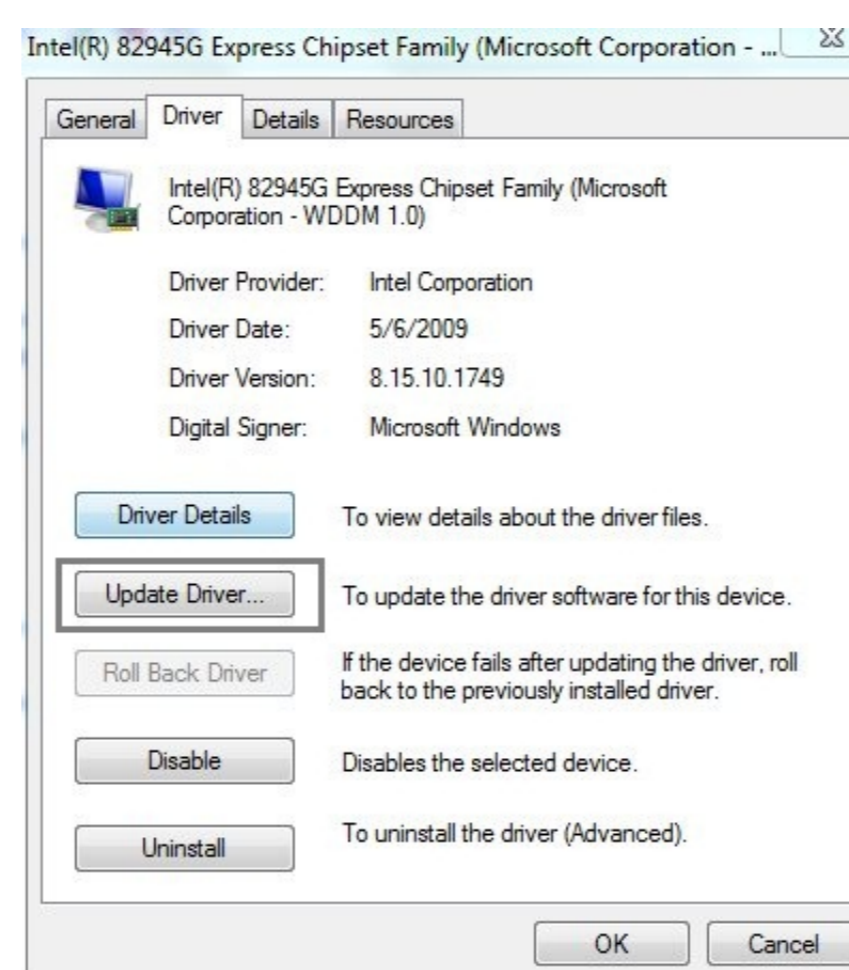 Intel(R) 82945G Express Chipset Family (Microsoft Corporation - ...
General Driver Details Resources
Intel(R) 82945G Express Chipset Family (Microsoft
Corporation - WDDM 1.0)
Driver Provider: Intel Corporation
Driver Date: 5/6/2009
Driver Version: 8.15.10.1749
Digital Signer: Microsoft Windows
Driver Details To view details about the driver files.
Update Driver... To update the driver software for this device.
Roll Back Driver If the device fails after updating the driver, roll
back to the previously installed driver.
Disable Disables the selected device.
Uninstall To uninstall the driver (Advanced).
OK Cancel